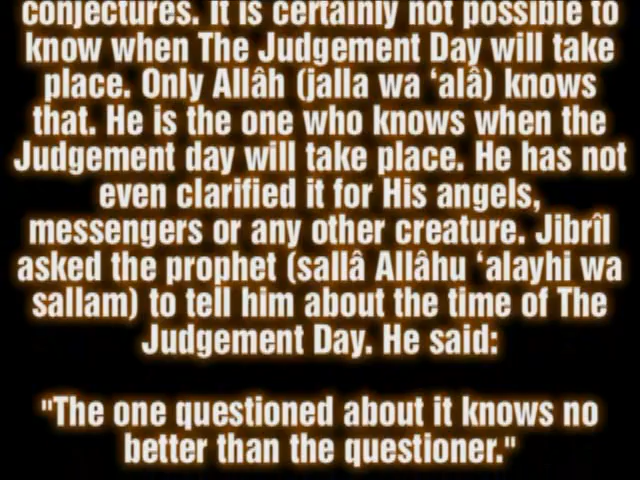 conjectures. It is certainly not possible to
know when The Judgement Day will take
place. Only Allâh (jalla wa ‘alâ) knows
that. He is the one who knows when the
Judgement day will take place. He has not
even clarified it for His angels,
messengers or any other creature. Jibrîl
asked the prophet (sallâ Allâhu ‘alayhi wa
sallam) to tell him about the time of The
Judgement Day. He said:
"The one questioned about it knows no
better than the questioner."